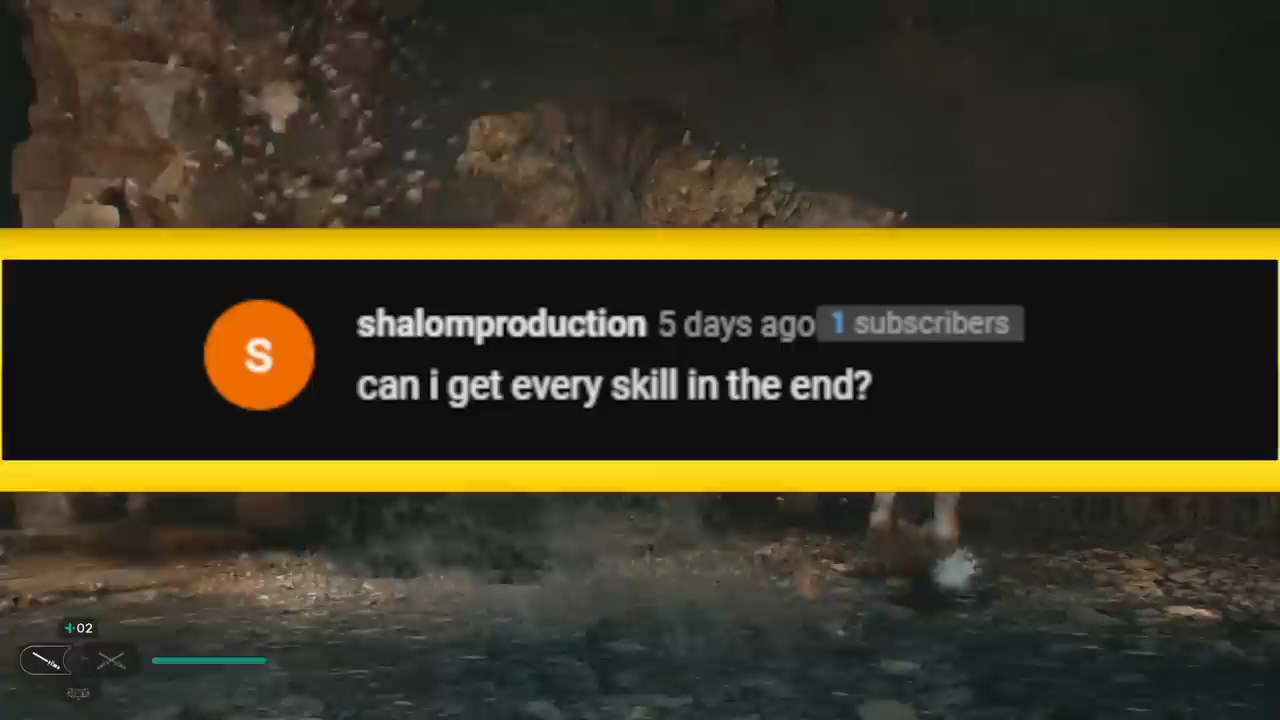 S
shalomproduction 5 days ago 1 subscribers
can i get every skill in the end?
+02